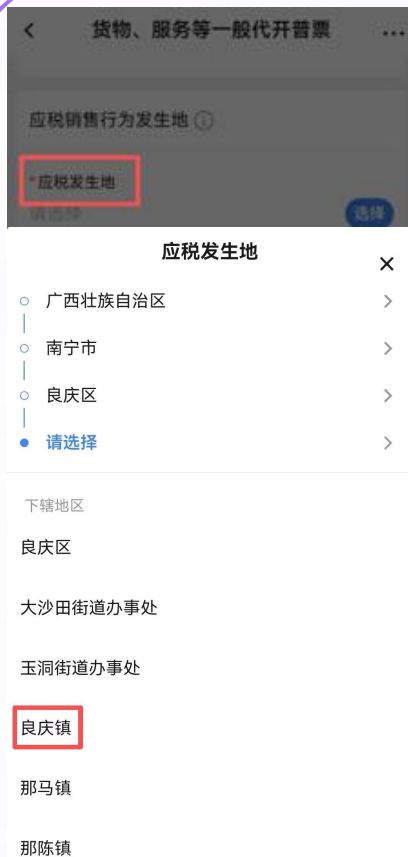 货物、服务等一般代开普票
应税销售行为发生地
*应税发生地
请选择
选择
应税发生地
广西壮族自治区
南宁市
良庆区
请选择
下辖地区
良庆区
大沙田街道办事处
玉洞街道办事处
良庆镇
那马镇
那陈镇